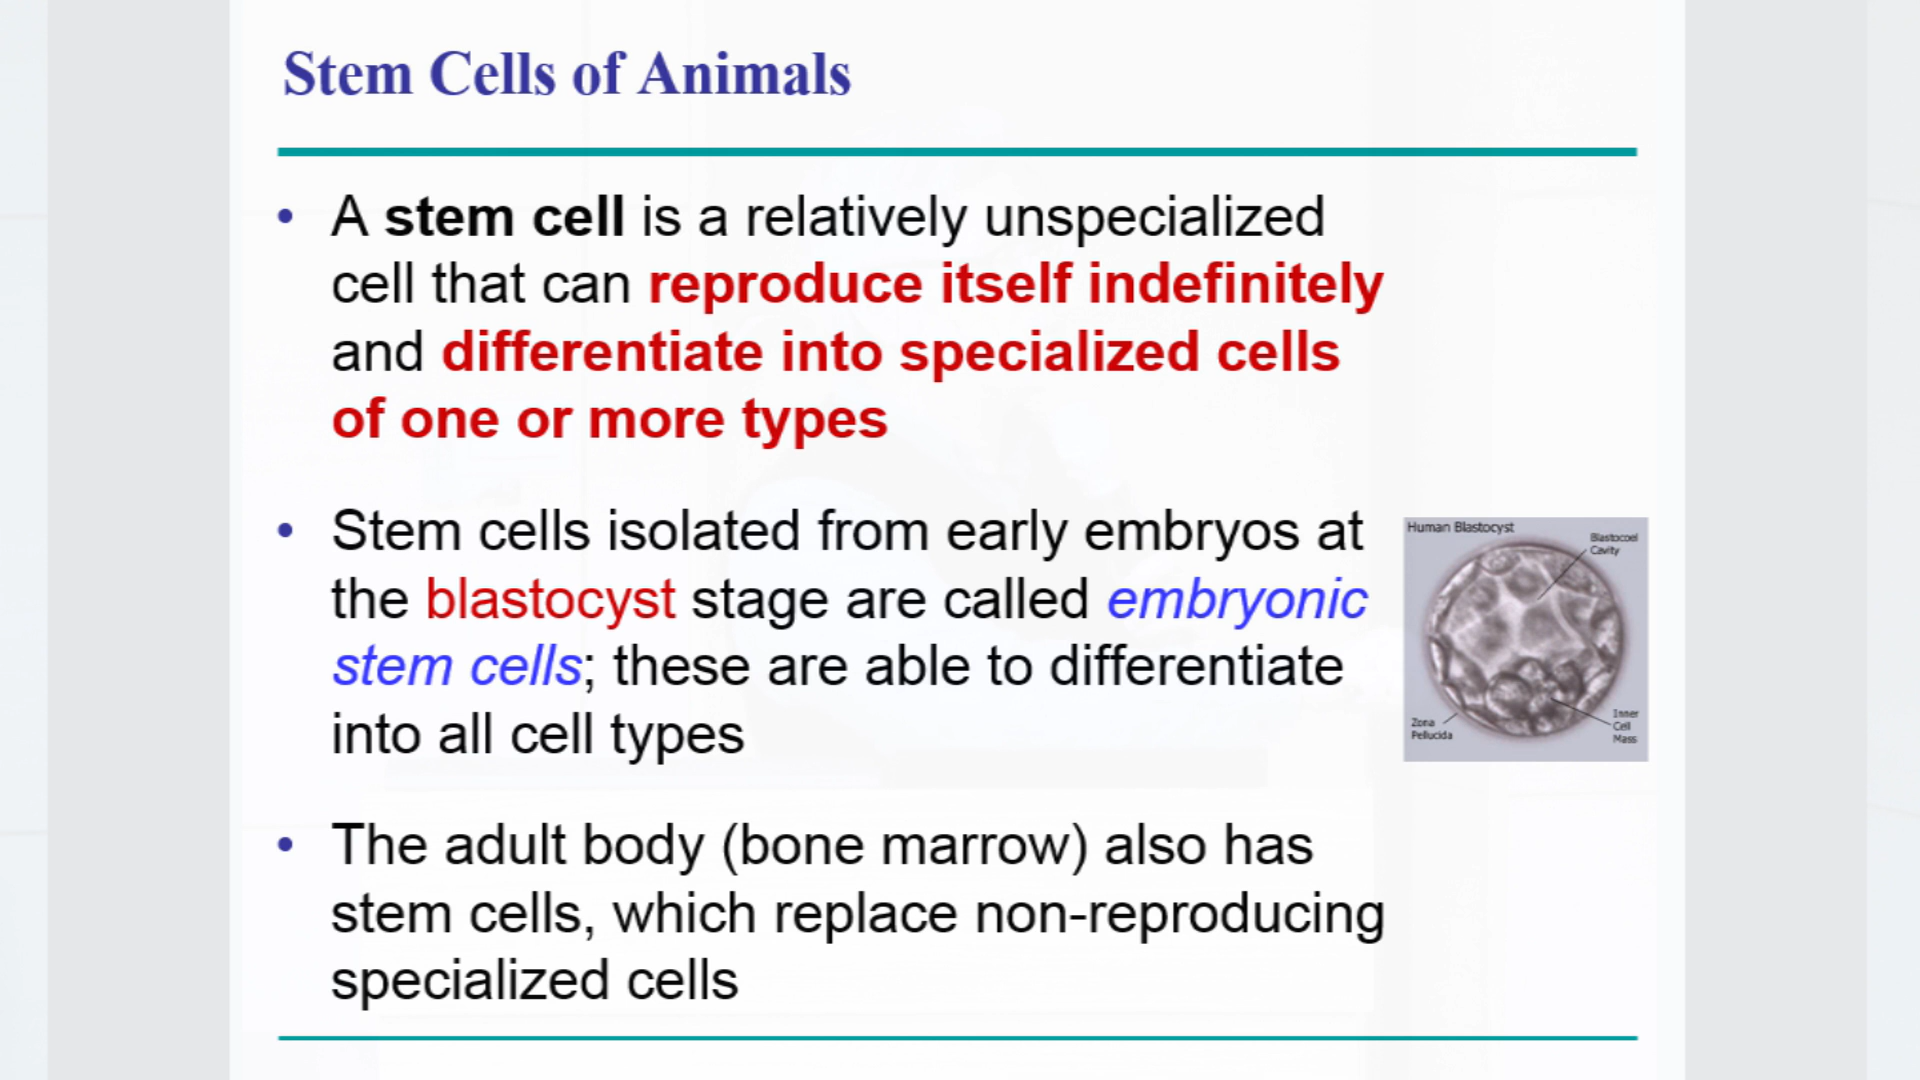 Stem Cells of Animals
• A stem cell is a relatively unspecialized
cell that can reproduce itself indefinitely
and differentiate into specialized cells
of one or more types
• Stem cells isolated from early embryos at
the blastocyst stage are called embryonic
stem cells; these are able to differentiate
into all cell types
Human Blastocyst
Blastocoel
Cavity
Zona
Pellucida
Inner
Cell
Mass
• The adult body (bone marrow) also has
stem cells, which replace non-reproducing
specialized cells